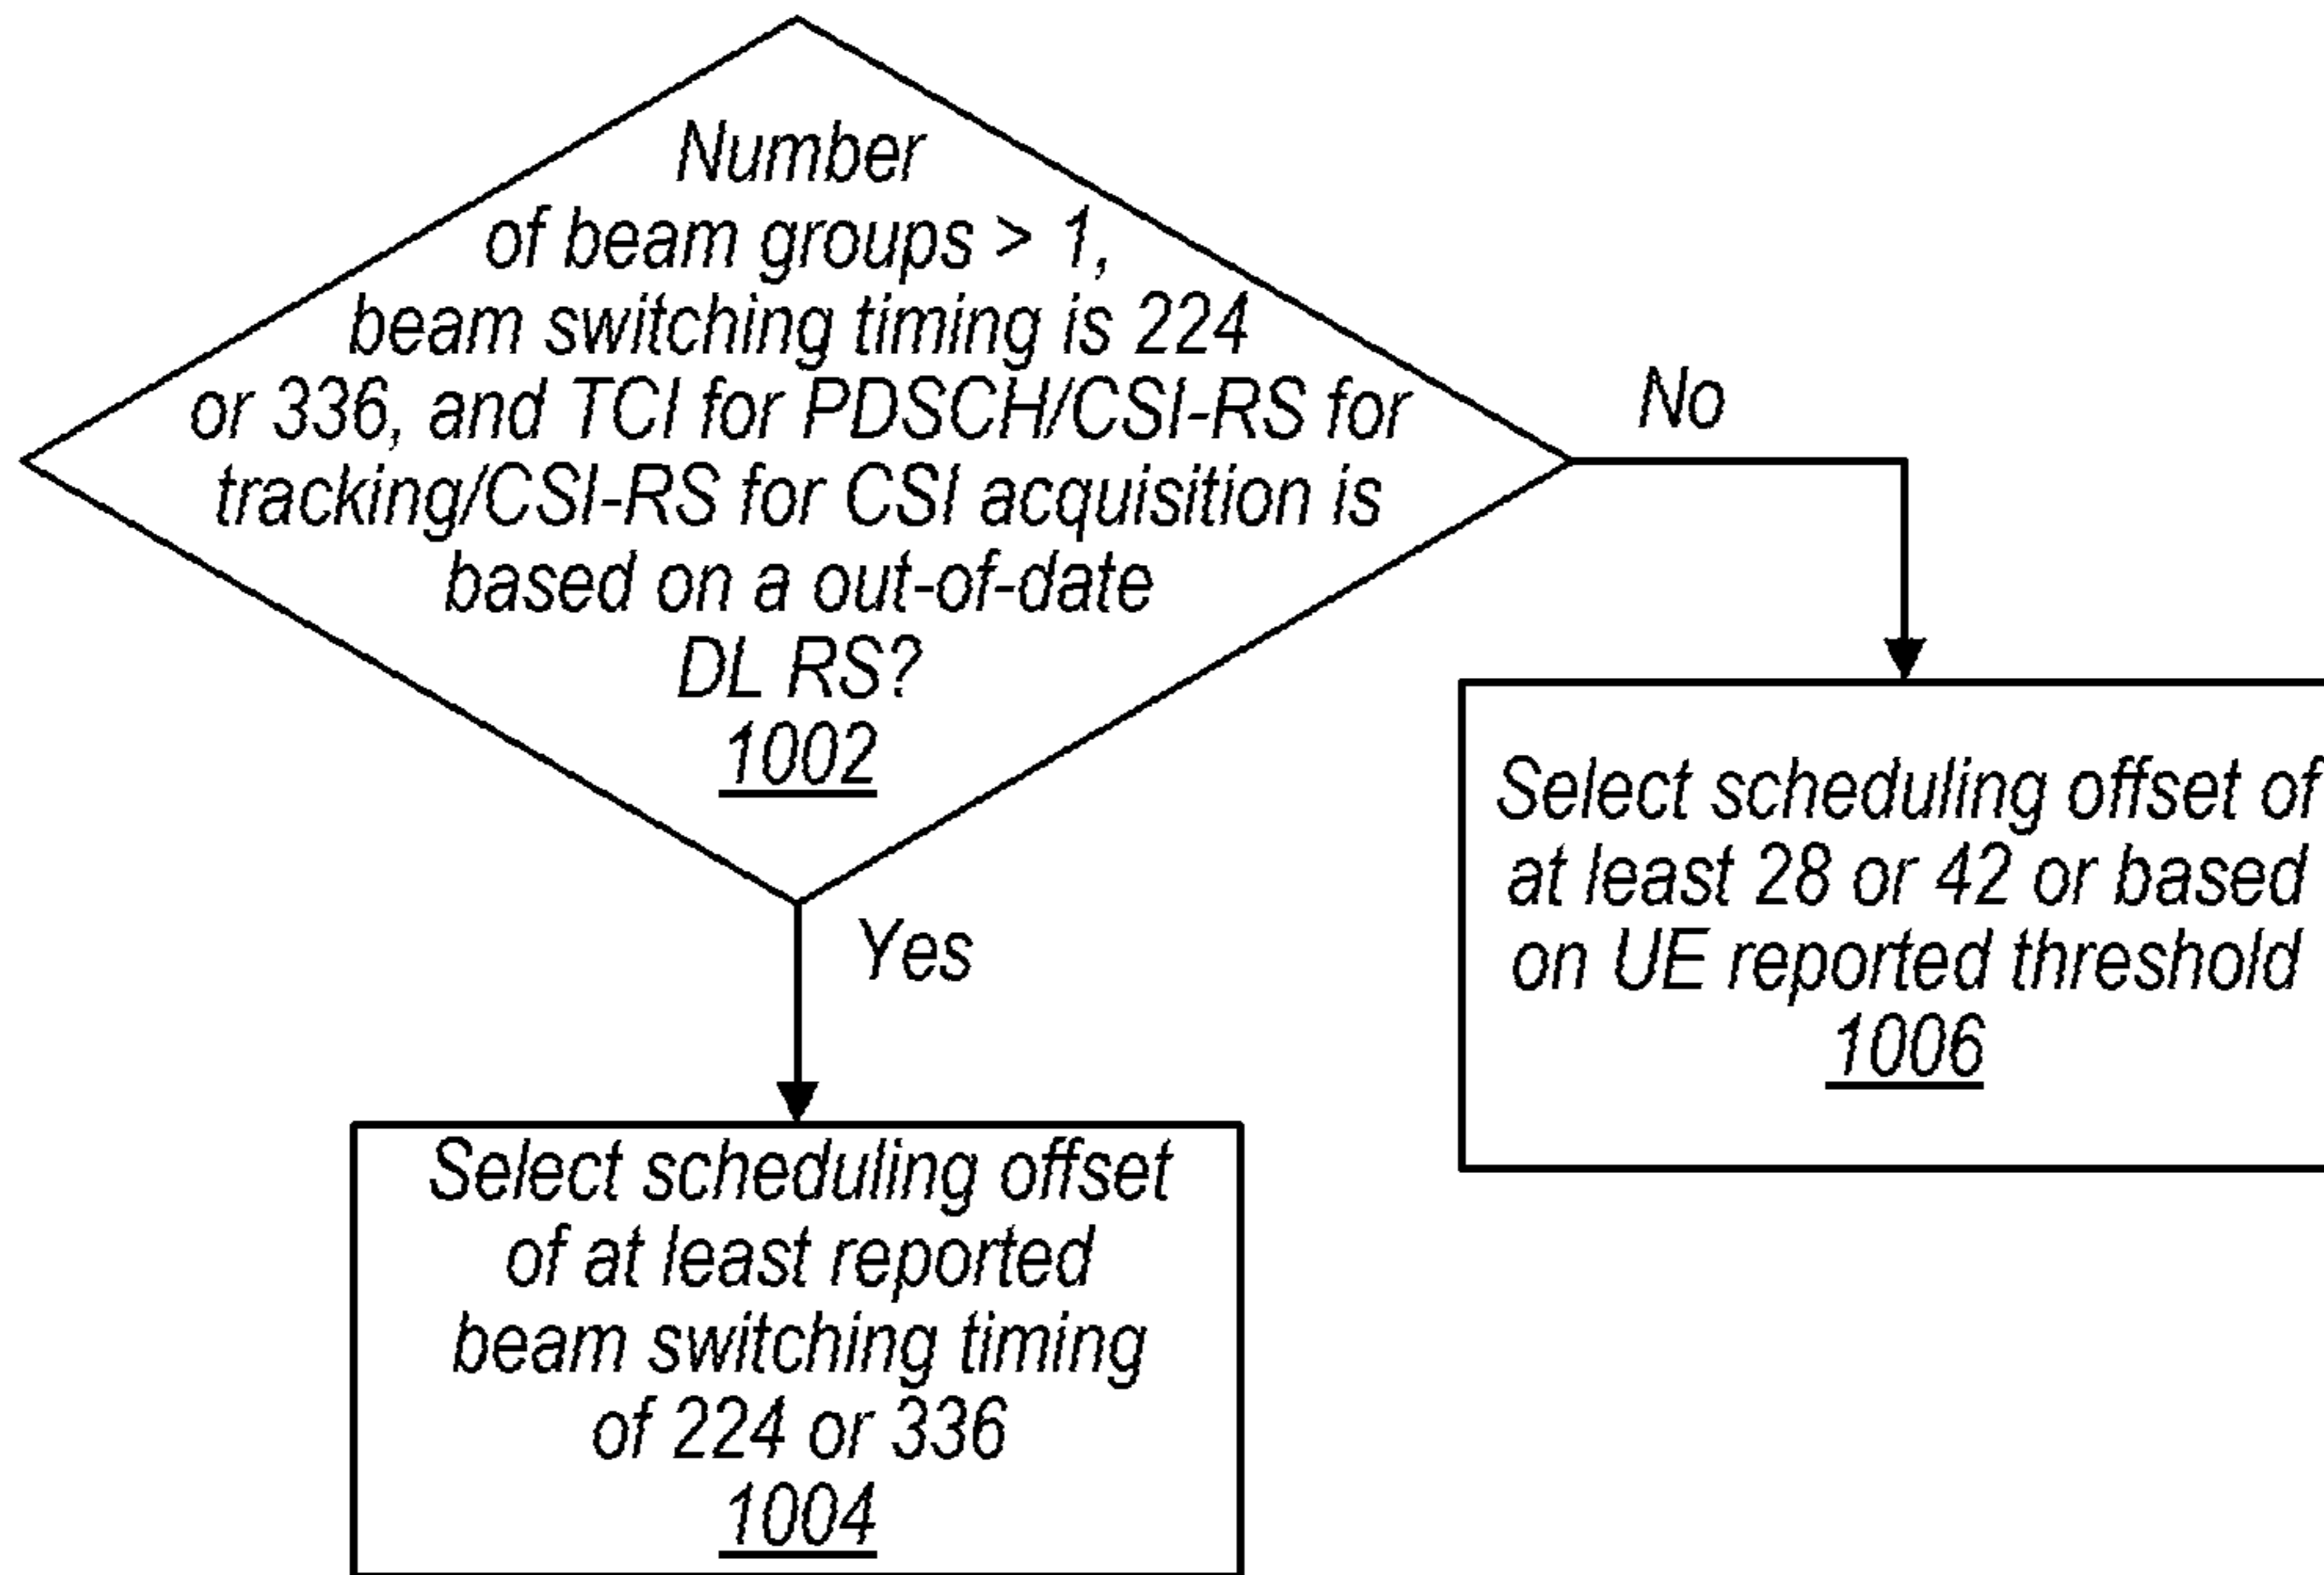 Number
of beam groups > 1,
beam switching timing is 224
or 336, and TCI for PDSCH/CSI-RS for
tracking/CSI-RS for CSI acquisition is
based on a out-of-date
DL RS?
1002
No
Yes
Select scheduling offset of
at least 28 or 42 or based
on UE reported threshold
1006
Select scheduling offset
of at least reported
beam switching timing
of 224 or 336
1004